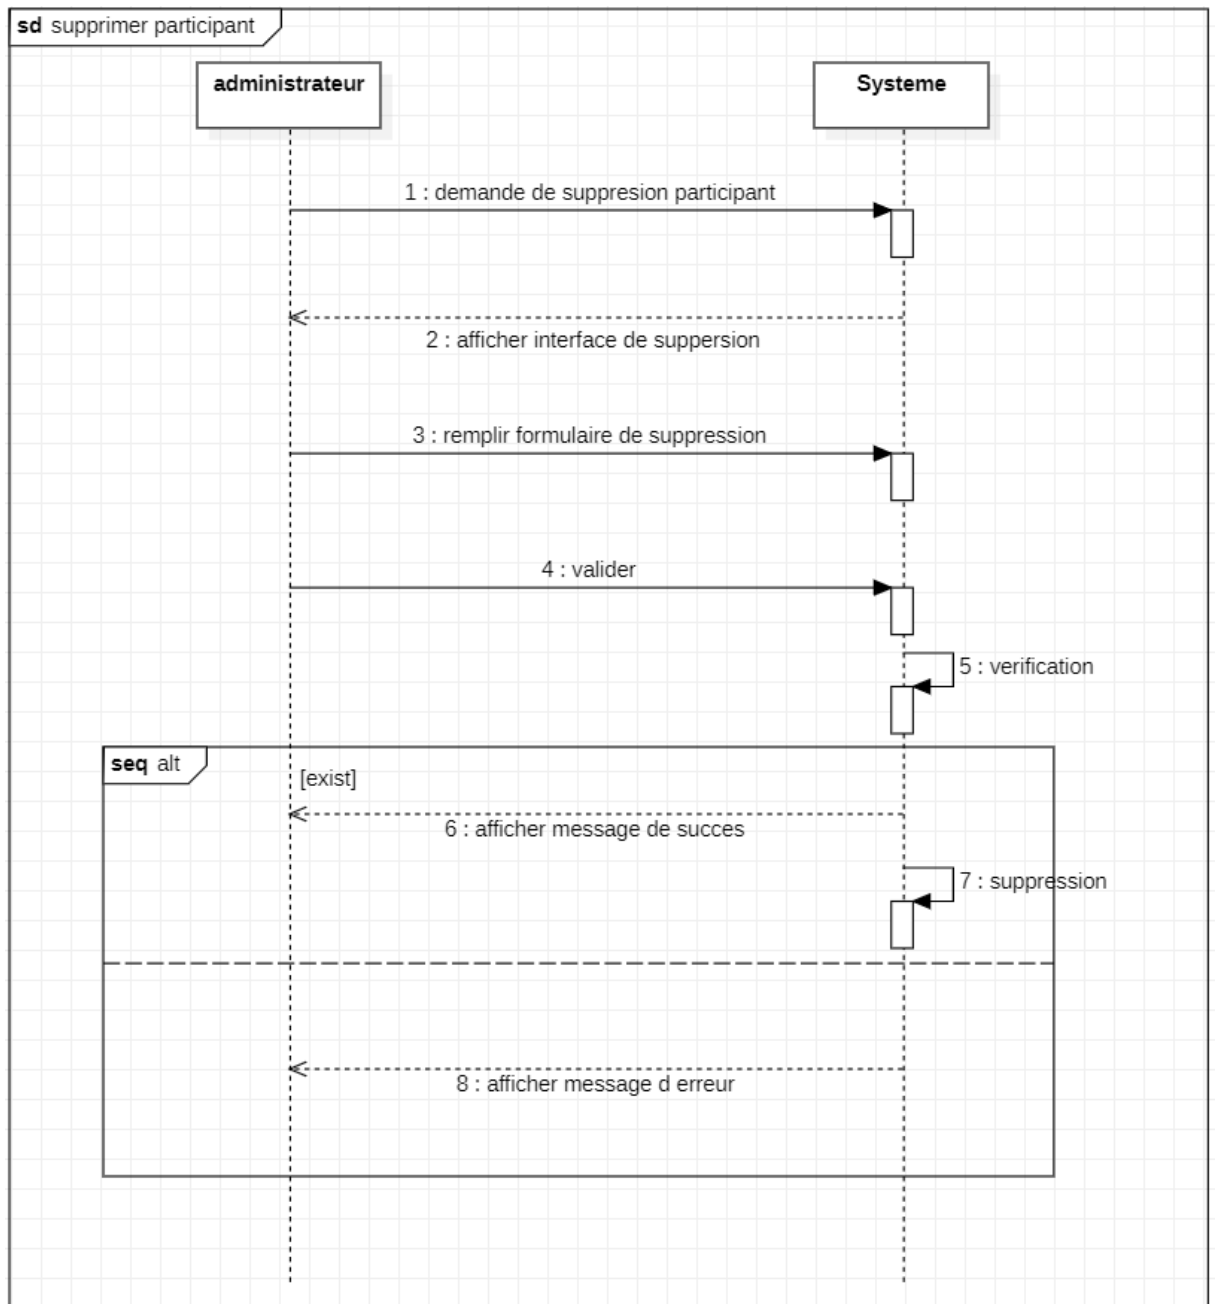 sd supprimer participant
administrateur
Systeme
1 : demande de suppresion participant
2 : afficher interface de suppersion
3 : remplir formulaire de suppression
4 : valider
5 : verification
seq alt
[exist]
6 : afficher message de succes
7 : suppression
8 : afficher message d erreur